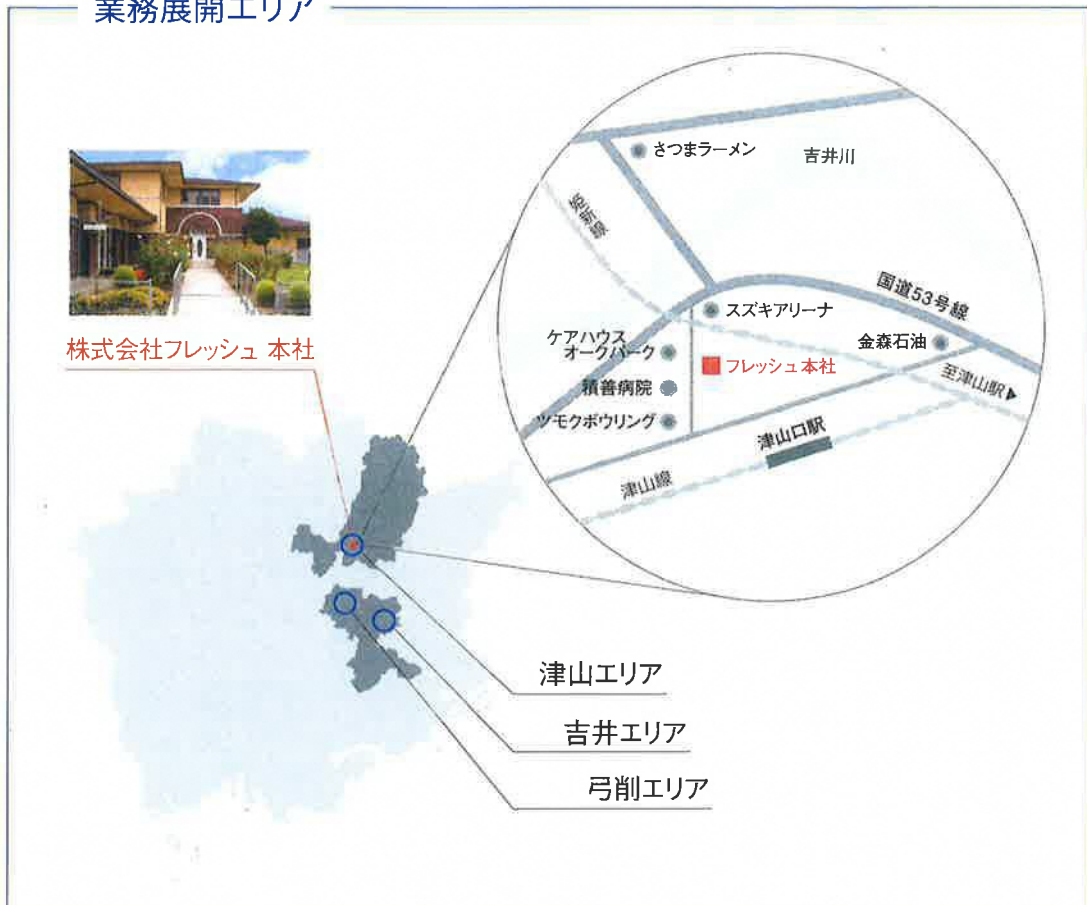 業務展開エリア
さつまラーメン
吉井川
姫新線
国道53号線
スズキアリーナ
ケアハウス
オークパーク
金森石油
株式会社フレッシュ 本社
フレッシュ本社
至津山駅▶
積善病院
ツモクボウリング
津山口駅
津山線
津山エリア
吉井エリア
弓削エリア